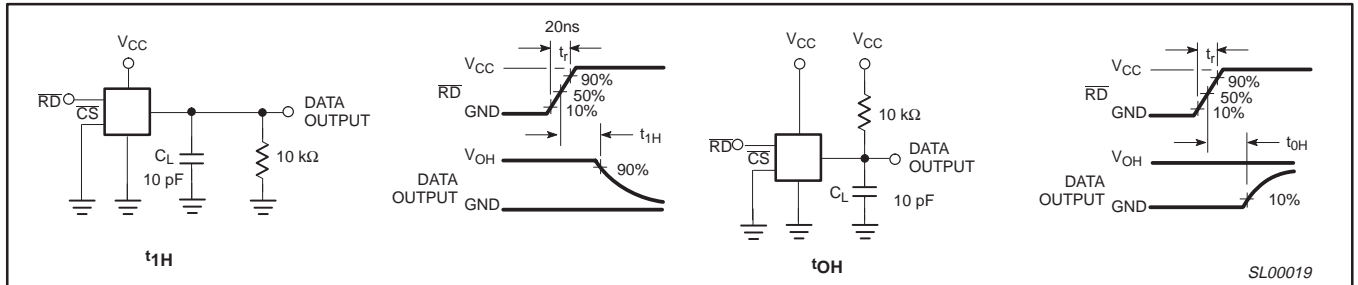 20ns
VCC
tr
VCC
90%
RD
50%
10%
GND
RD
CS
DATA
OUTPUT
CL
10 pF
10 kΩ
t1H
VOH
90%
DATA
OUTPUT
GND
t1H
VCC
VCC
10 kΩ
RD
CS
DATA
OUTPUT
CL
10 pF
tOH
tr
VCC
90%
RD
50%
10%
GND
t0H
VOH
DATA
OUTPUT
GND
10%
SL00019